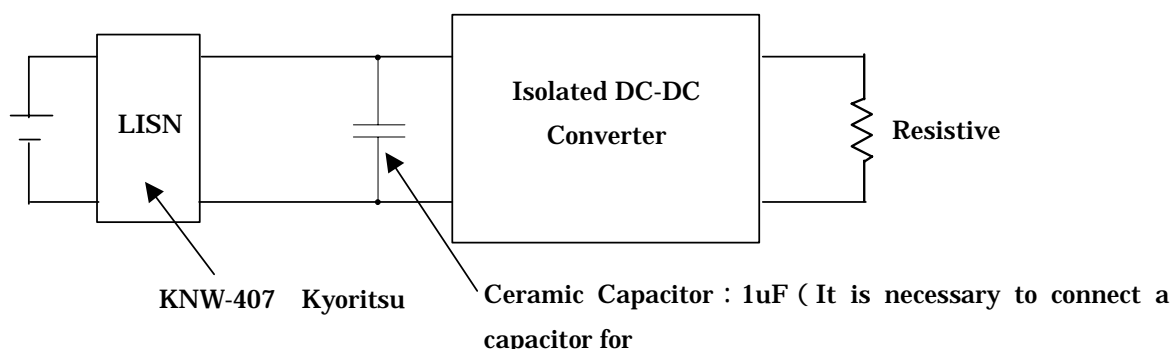 Isolated DC-DC
Converter
LISN
Resistive
KNW-407 Kyoritsu
Ceramic Capacitor：1uF ( It is necessary to connect a
capacitor for